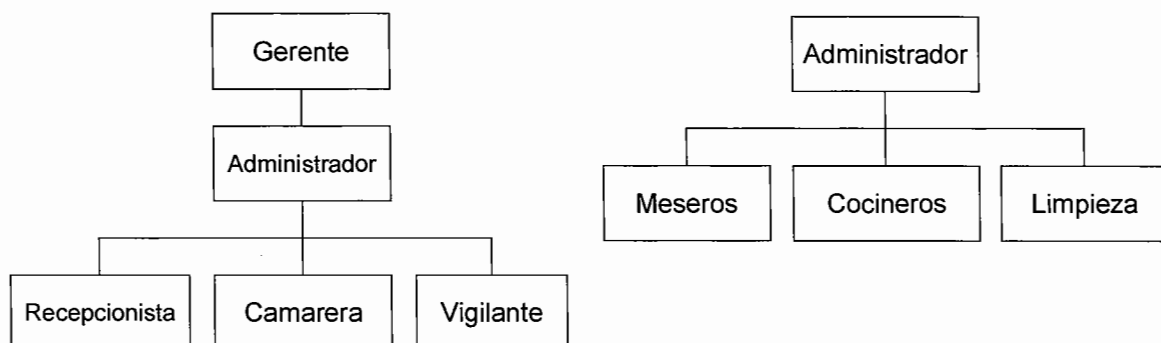 Gerente
Administrador
Recepcionista
Camarera
Vigilante
Administrador
Meseros
Cocineros
Limpieza